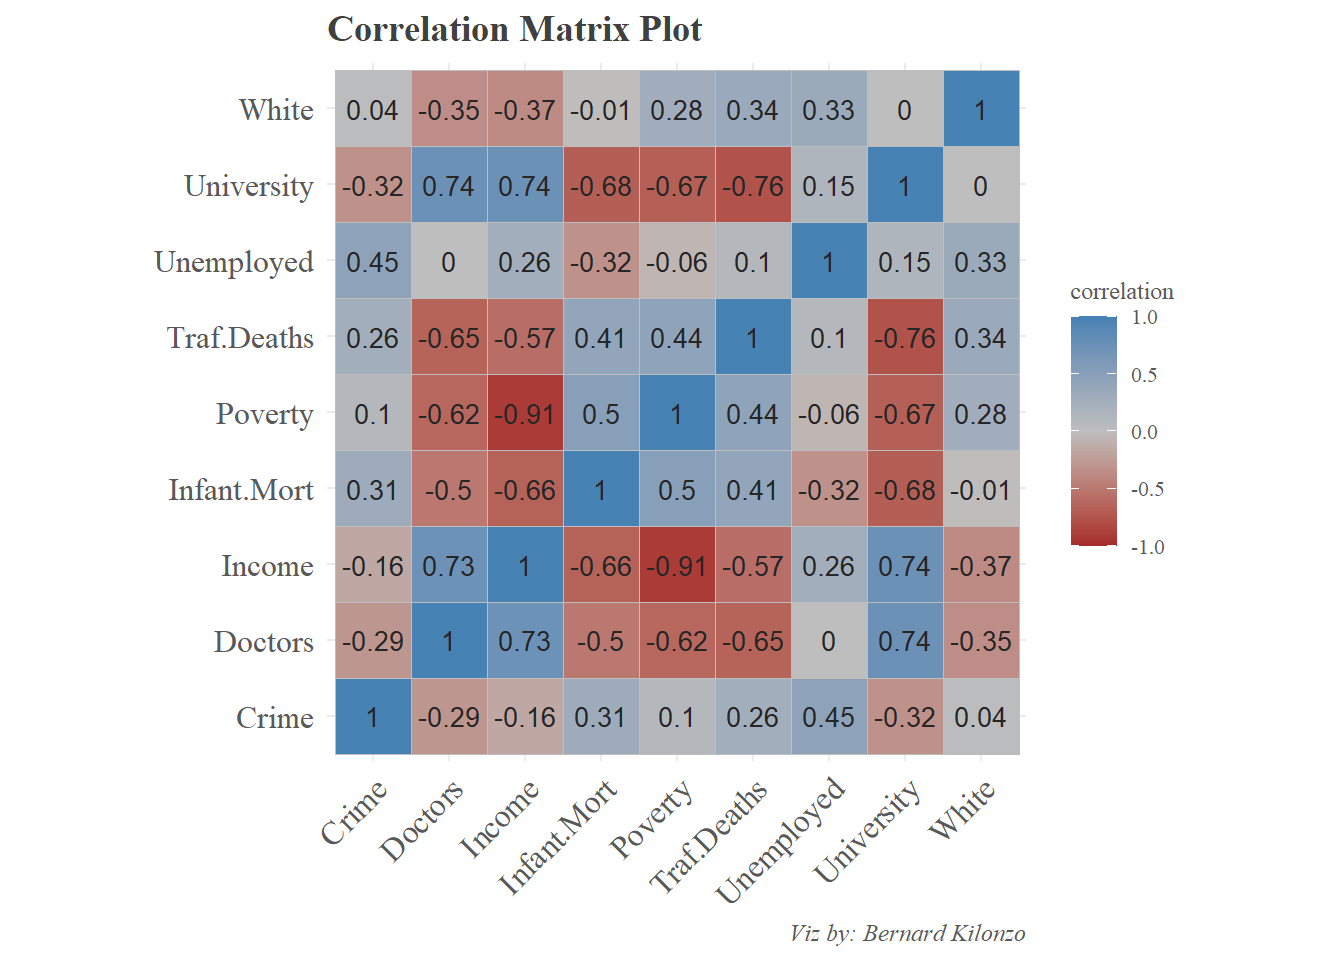 Correlation Matrix Plot
White 0.04 -0.35 -0.37 -0.01 0.28 0.34 0.33 0 1
University -0.32 0.74 0.74 -0.68 -0.67 -0.76 0.15 1 0
Unemployed 0.45 0 0.26 -0.32 -0.06 0.1 1 0.15 0.33
Traf.Deaths 0.26 -0.65 -0.57 0.41 0.44 1 0.1 -0.76 0.34
Poverty 0.1 -0.62 -0.91 0.5 1 0.44 -0.06 -0.67 0.28
Infant.Mort 0.31 -0.5 -0.66 1 0.5 0.41 -0.32 -0.68 -0.01
Income -0.16 0.73 1 -0.66 -0.91 -0.57 0.26 0.74 -0.37
Doctors -0.29 1 0.73 -0.5 -0.62 -0.65 0 0.74 -0.35
Crime 1 -0.29 -0.16 0.31 0.1 0.26 0.45 -0.32 0.04
Crime Doctors Income Infant.Mort Poverty Traf.Deaths Unemployed University White
correlation
1.0
0.5
0.0
-0.5
-1.0
Viz by: Bernard Kilonzo